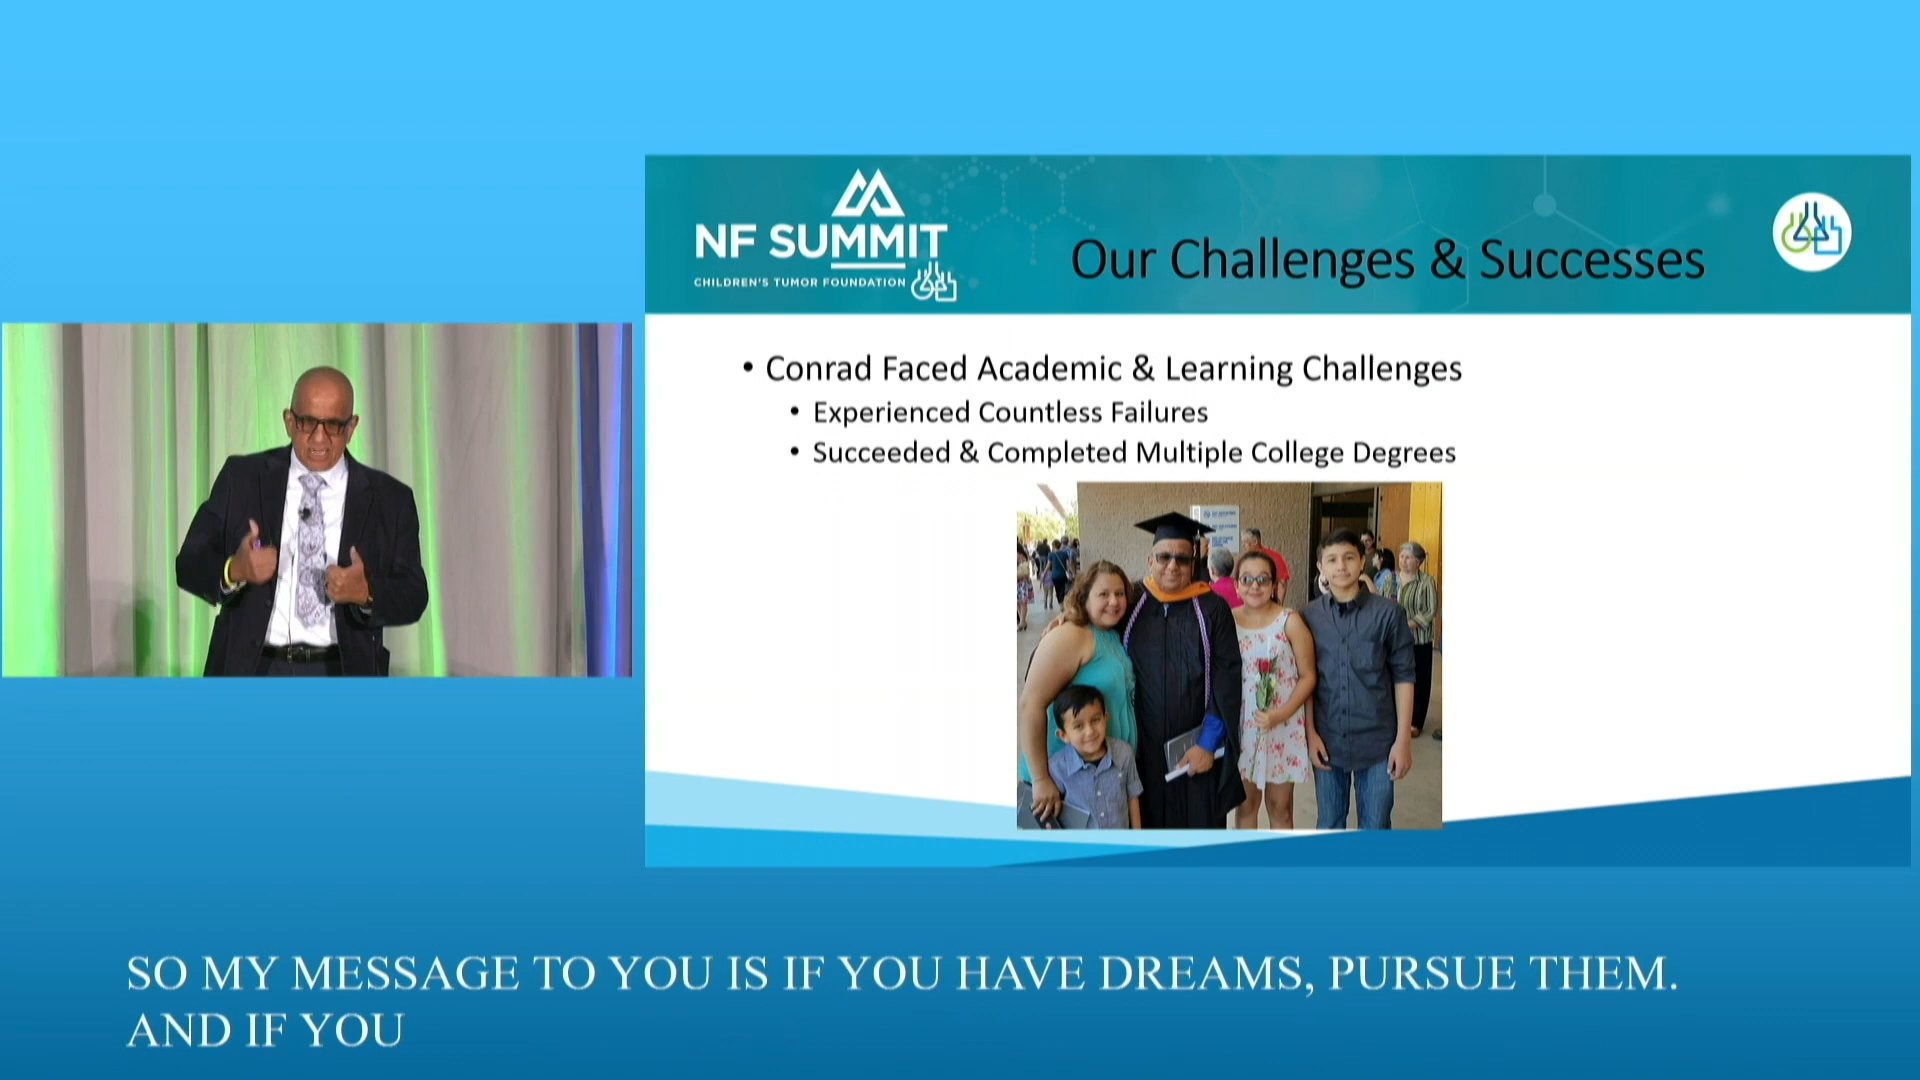 NF SUMMIT
CHILDREN'S TUMOR FOUNDATION
Our Challenges & Successes
• Conrad Faced Academic & Learning Challenges
• Experienced Countless Failures
• Succeeded & Completed Multiple College Degrees
SO MY MESSAGE TO YOU IS IF YOU HAVE DREAMS, PURSUE THEM.
AND IF YOU